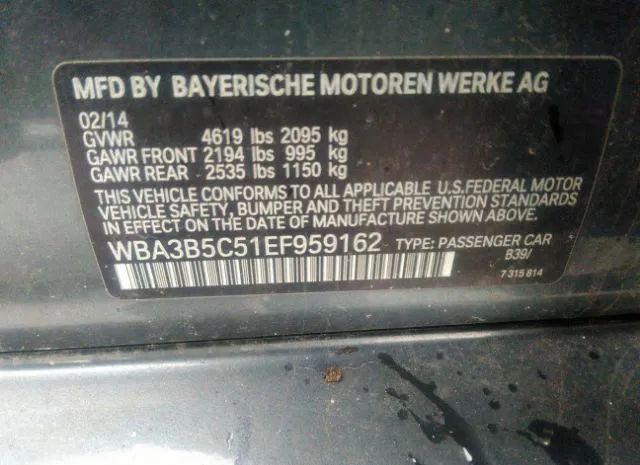 MFD BY BAYERISCHE MOTOREN WERKE AG
02/14
GVWR 4619 lbs 2095 kg
GAWR FRONT 2194 lbs 995 kg
GAWR REAR 2535 lbs 1150 kg
THIS VEHICLE CONFORMS TO ALL APPLICABLE U.S.FEDERAL MOTOR
VEHICLE SAFETY, BUMPER AND THEFT PREVENTION STANDARDS
IN EFFECT ON THE DATE OF MANUFACTURE SHOWN ABOVE.
WBA3B5C51EF959162 TYPE: PASSENGER CAR
B39/
7 315 814